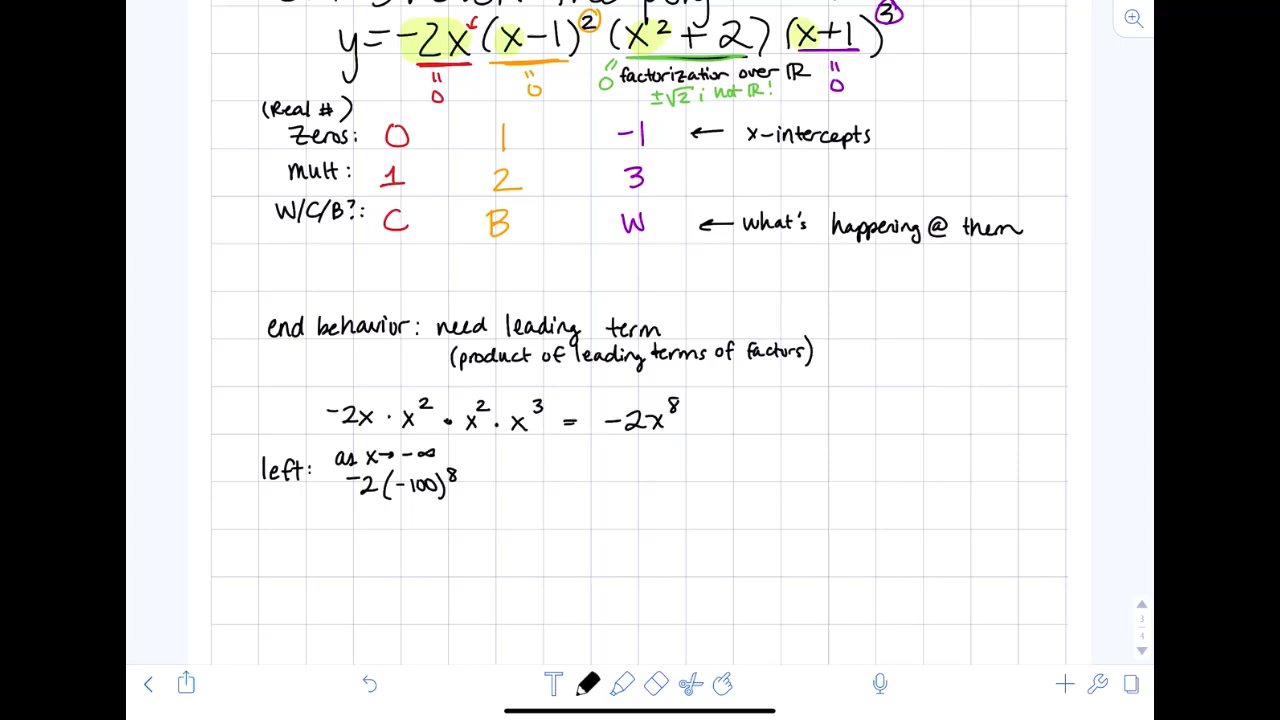 y = -2x (x-1)² (x² + 2) (x+1)³
" 0 " 0 0 " factorization over ℝ " 0
±√2 i not ℝ!
(Real #)
Zeros: 0 1 -1 ← x-intercepts
mult: 1 2 3
W/C/B?: C B W ← what's happening @ them
end behavior: need leading term
(product of leading terms of factors)
-2x · x² · x² · x³ = -2x⁸
left: as x→ -∞
-2(-100)⁸
T
3
4